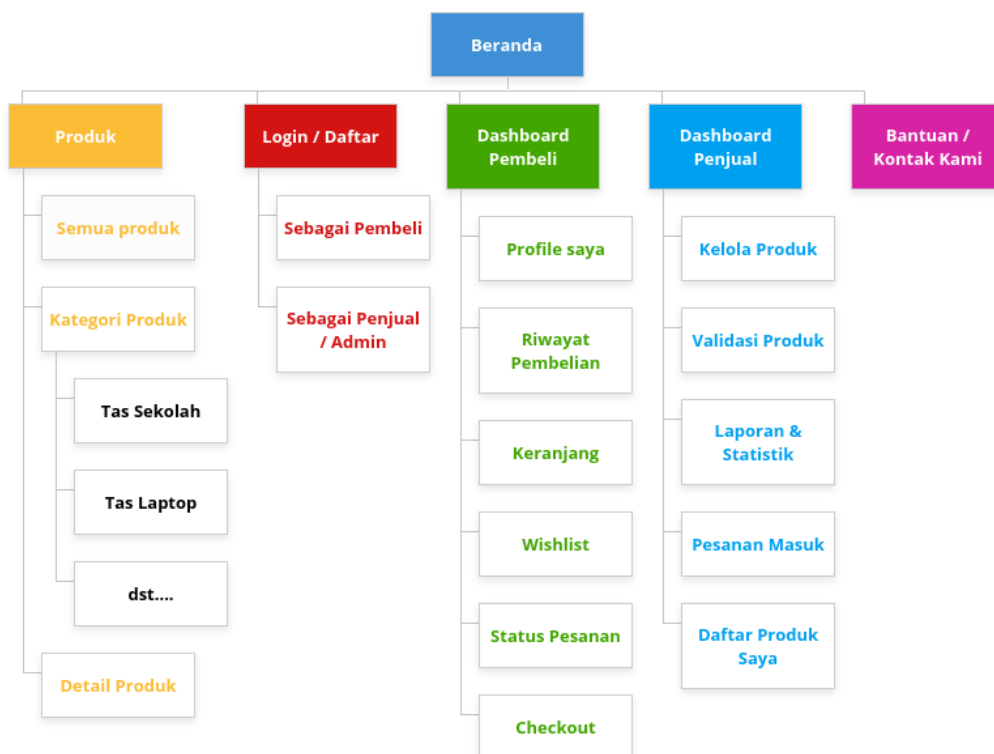 Beranda
Produk
Semua produk
Kategori Produk
Tas Sekolah
Tas Laptop
dst....
Detail Produk
Login / Daftar
Sebagai Pembeli
Sebagai Penjual
/ Admin
Dashboard
Pembeli
Profile saya
Riwayat
Pembelian
Keranjang
Wishlist
Status Pesanan
Checkout
Dashboard
Penjual
Kelola Produk
Validasi Produk
Laporan &
Statistik
Pesanan Masuk
Daftar Produk
Saya
Bantuan /
Kontak Kami